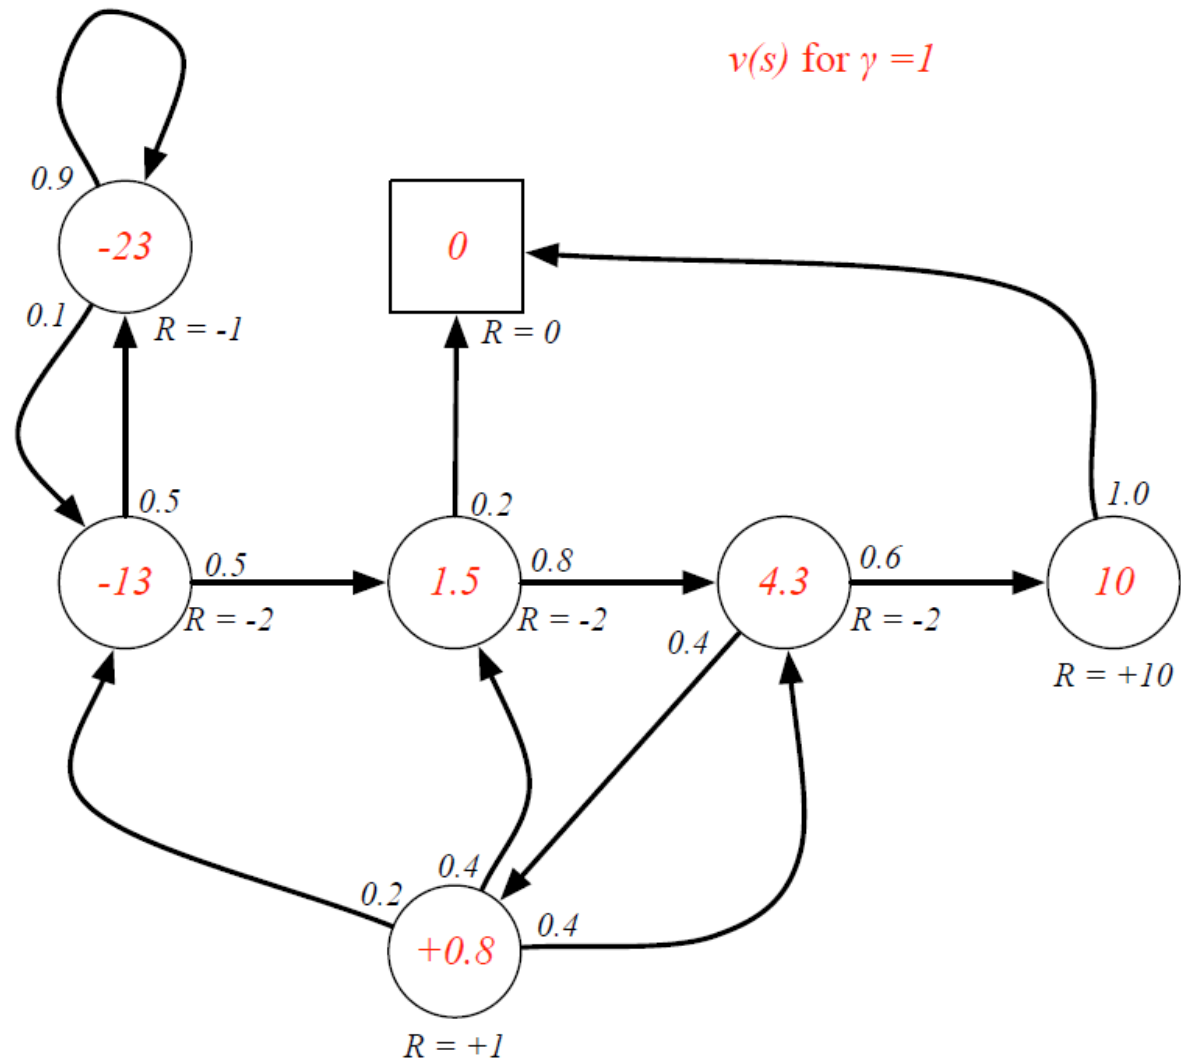 v(s) for γ =1
0.9
-23
0
0.1
R = -1
R = 0
0.5
0.2
1.0
-13
0.5
1.5
0.8
4.3
0.6
10
R = -2
R = -2
R = -2
0.4
R = +10
0.4
0.2
0.4
+0.8
R = +1